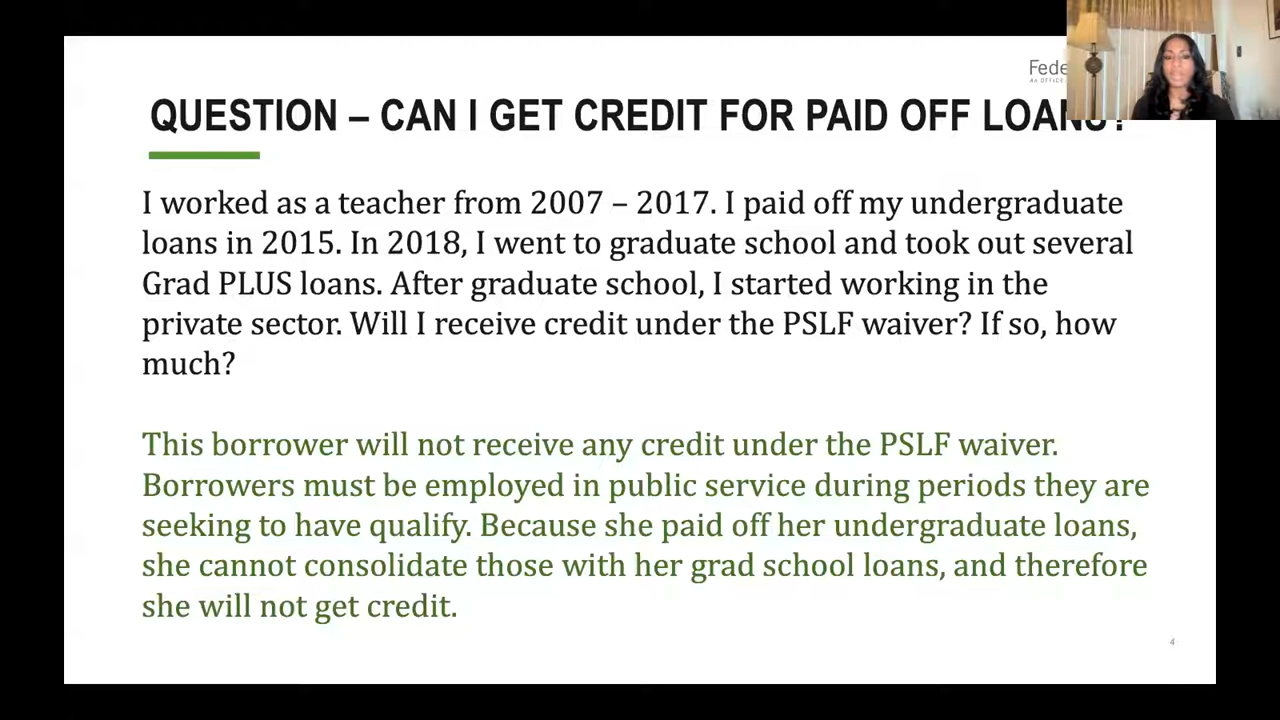 Fede
AN OFFICE
QUESTION – CAN I GET CREDIT FOR PAID OFF LOANS?
I worked as a teacher from 2007 – 2017. I paid off my undergraduate
loans in 2015. In 2018, I went to graduate school and took out several
Grad PLUS loans. After graduate school, I started working in the
private sector. Will I receive credit under the PSLF waiver? If so, how
much?
This borrower will not receive any credit under the PSLF waiver.
Borrowers must be employed in public service during periods they are
seeking to have qualify. Because she paid off her undergraduate loans,
she cannot consolidate those with her grad school loans, and therefore
she will not get credit.
4